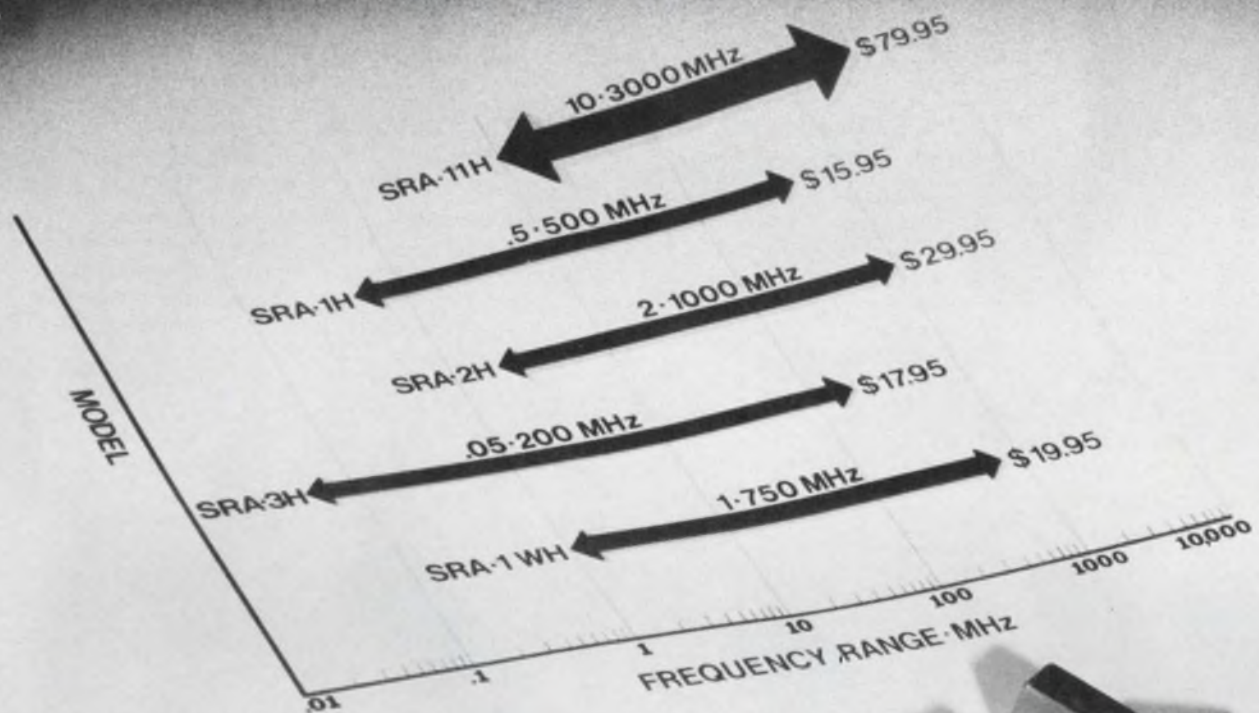 10·3000 MHz
$79.95
SRA·11H
.5·500 MHz
$15.95
SRA·1H
2·1000 MHz
$29.95
SRA·2H
.05·200 MHz
$17.95
SRA·3H
1·750 MHz
$19.95
SRA·1 WH
MODEL
.01
.1
1
10
100
1000
10,000
FREQUENCY RANGE·MHz